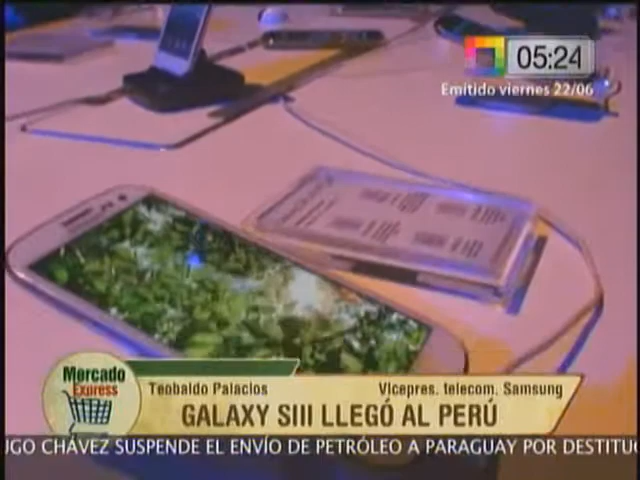 05:24
Emitido viernes 22/06
Mercado
Express
Teobaldo Palacios
Vicepres. telecom. Samsung
GALAXY SIII LLEGÓ AL PERÚ
UGO CHÁVEZ SUSPENDE EL ENVÍO DE PETRÓLEO A PARAGUAY POR DESTITUC